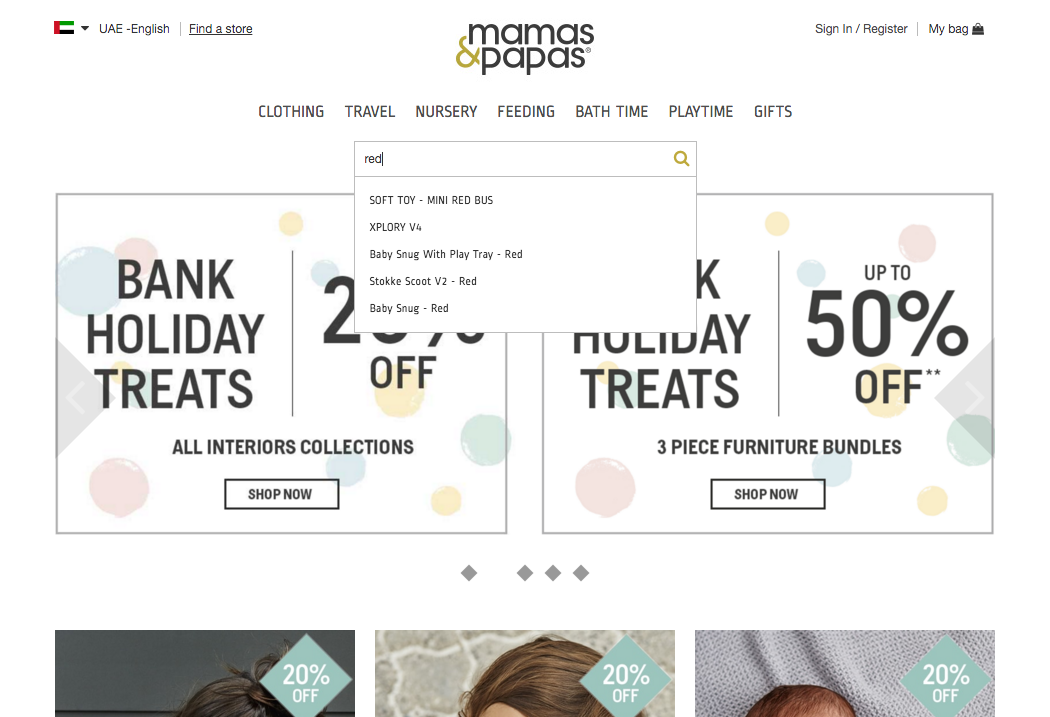 UAE -English
Find a store
mamas
&papas®
Sign In / Register
My bag
CLOTHING TRAVEL NURSERY FEEDING BATH TIME PLAYTIME GIFTS
red
SOFT TOY - MINI RED BUS
XPLORY V4
Baby Snug With Play Tray - Red
Stokke Scoot V2 - Red
Baby Snug - Red
BANK
HOLIDAY
TREATS
OFF
ALL INTERIORS COLLECTIONS
SHOP NOW
HOLIDAY
TREATS
UP TO
50%
OFF**
3 PIECE FURNITURE BUNDLES
SHOP NOW
20%
OFF
20%
OFF
20%
OFF